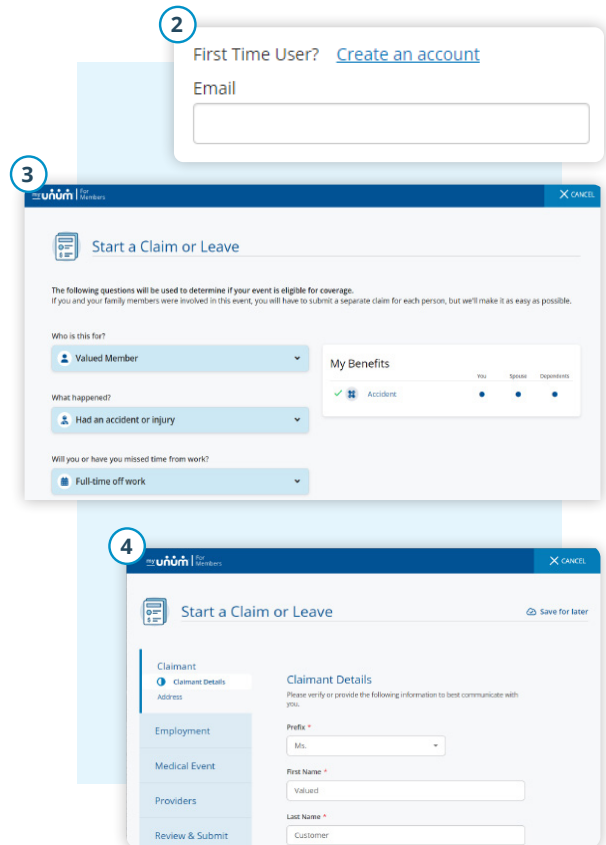 2
First Time User? Create an account
Email
3
my unum | For Members
CANCEL
Start a Claim or Leave
The following questions will be used to determine if your event is eligible for coverage.
If you and your family members were involved in this event, you will have to submit a separate claim for each person, but we'll make it as easy as possible.
Who is this for?
Valued Member
What happened?
Had an accident or injury
Will you or have you missed time from work?
Full-time off work
My Benefits
You Spouse Dependents
Accident
4
my unum | For Members
CANCEL
Start a Claim or Leave
Save for later
Claimant
Claimant Details
Address
Employment
Medical Event
Providers
Review & Submit
Claimant Details
Please verify or provide the following information to best communicate with
you.
Prefix *
Ms.
First Name *
Valued
Last Name *
Customer